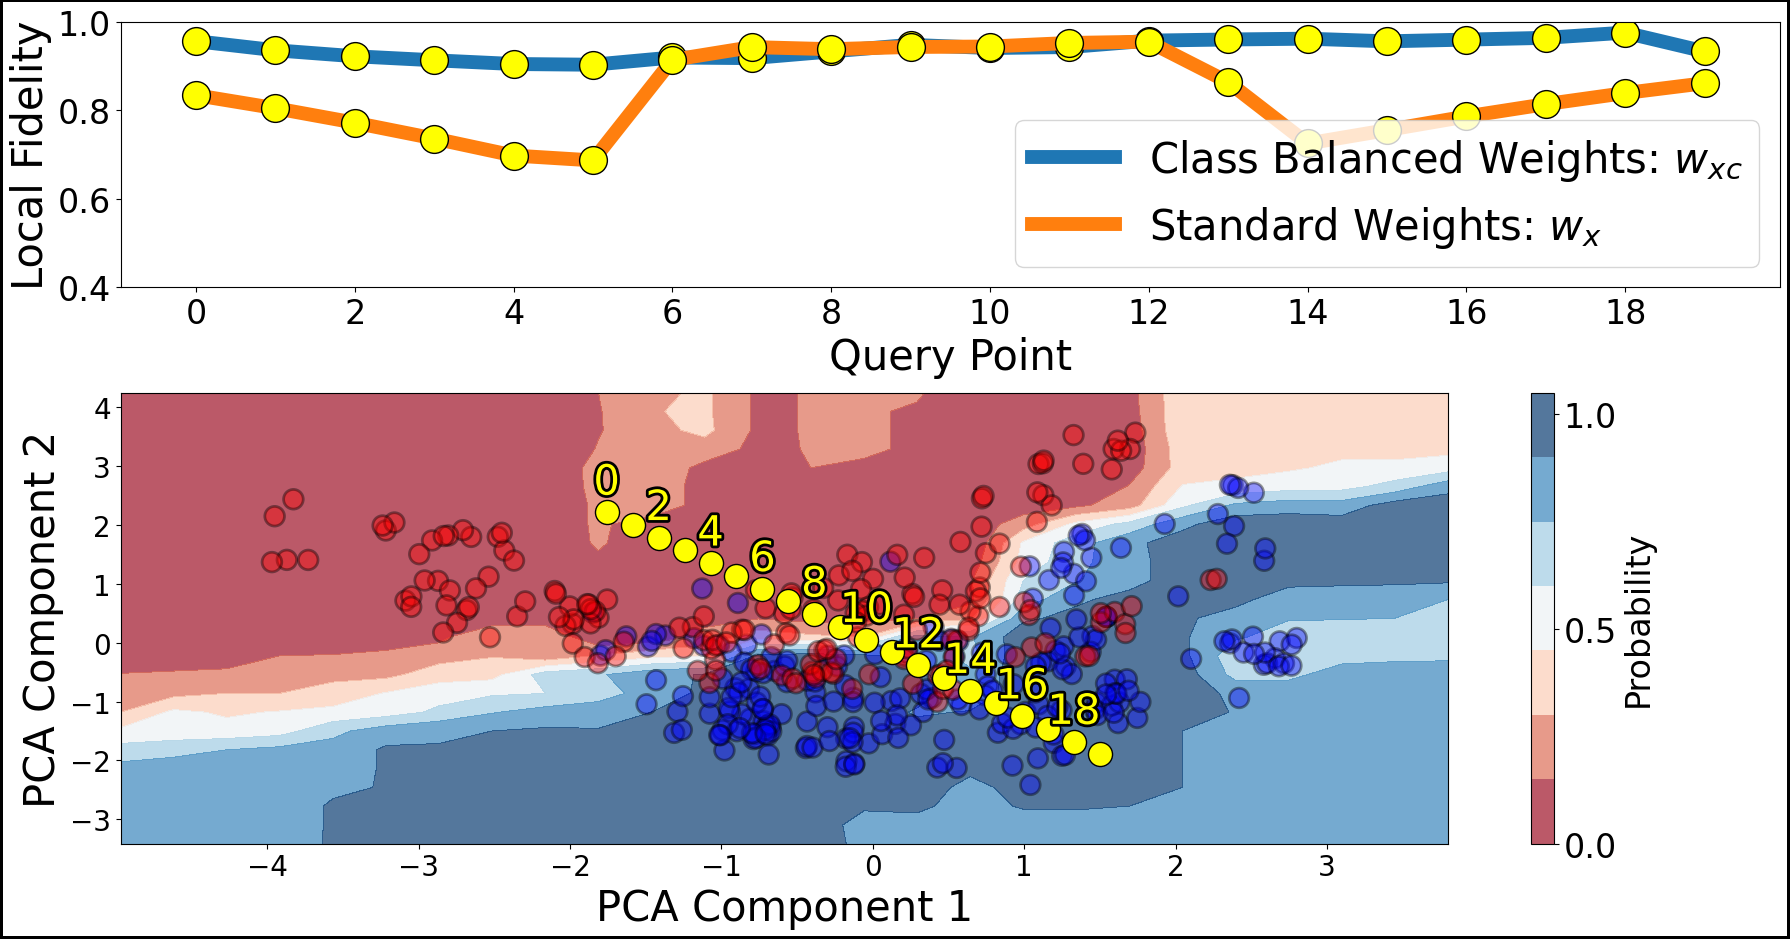 Local Fidelity
1.0
0.8
0.6
0.4
Class Balanced Weights: w_xc
Standard Weights: w_x
0 2 4 6 8 10 12 14 16 18
Query Point
PCA Component 2
4
3
2
1
0
−1
−2
−3
0
2
4
6
8
10
12
14
16
18
−4 −3 −2 −1 0 1 2 3
PCA Component 1
1.0
0.5
0.0
Probability